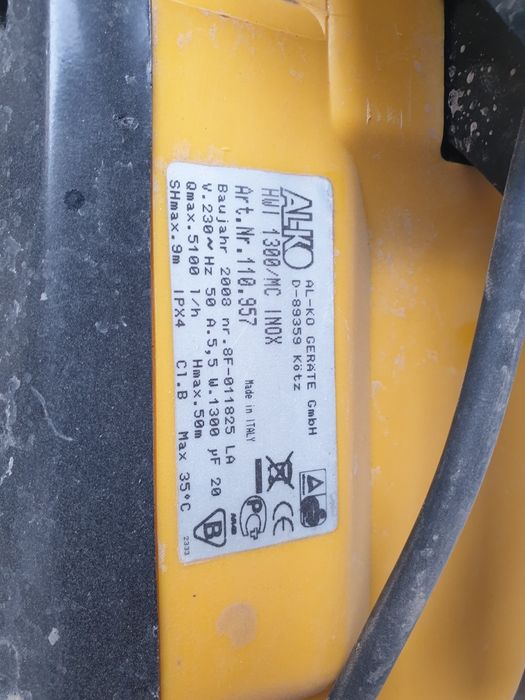 AL-KO
AL-KO GERÄTE GmbH
D-89359 Kötz
HWI 1300/MC INOX
Art.Nr.110.957
Made in ITALY
Baujahr 2008 nr.8F-011825 LA
V.230~Hz 50 A.5,5 W.1300 µF 20
Qmax.5100 l/h Hmax.50m
SHmax.9m IPX4 Cl.B Max 35°C
CE
B
2333